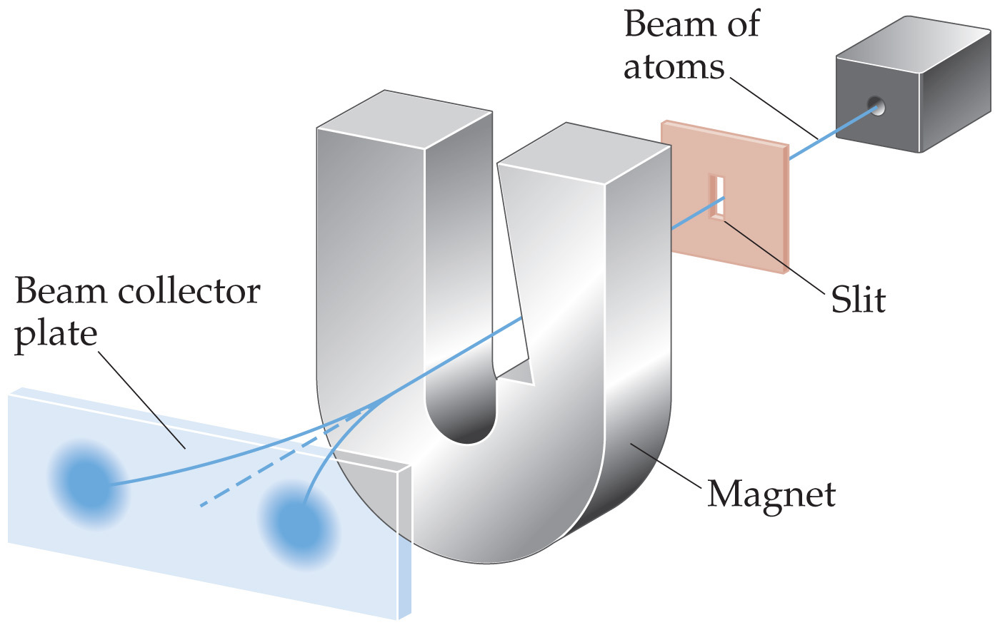 Beam of
atoms
Slit
Beam collector
plate
Magnet